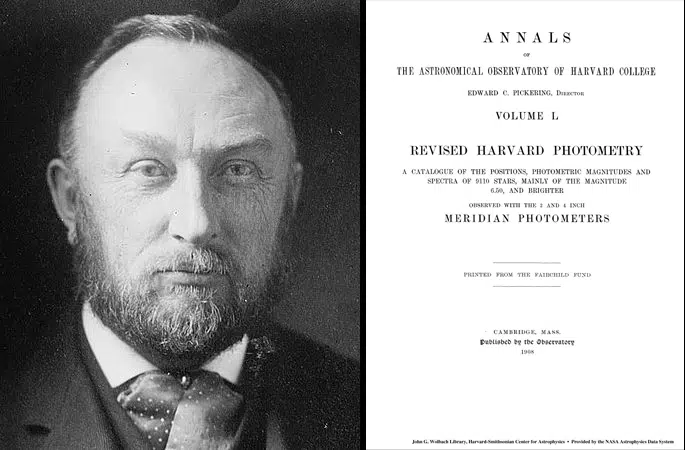 ANNALS
OF
THE ASTRONOMICAL OBSERVATORY OF HARVARD COLLEGE
EDWARD C. PICKERING, Director
VOLUME L
REVISED HARVARD PHOTOMETRY
A CATALOGUE OF THE POSITIONS, PHOTOMETRIC MAGNITUDES AND
SPECTRA OF 9110 STARS, MAINLY OF THE MAGNITUDE
6.50, AND BRIGHTER
OBSERVED WITH THE 2 AND 4 INCH
MERIDIAN PHOTOMETERS
PRINTED FROM THE FAIRCHILD FUND
CAMBRIDGE, MASS.
Published by the Observatory
1908
John G. Wolbach Library, Harvard-Smithsonian Center for Astrophysics • Provided by the NASA Astrophysics Data System